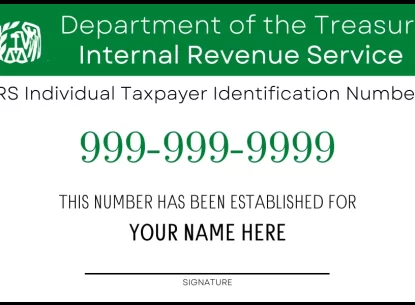 Department of the Treasur
Internal Revenue Service
RS Individual Taxpayer Identification Numbe
999-999-9999
THIS NUMBER HAS BEEN ESTABLISHED FOR
YOUR NAME HERE
SIGNATURE